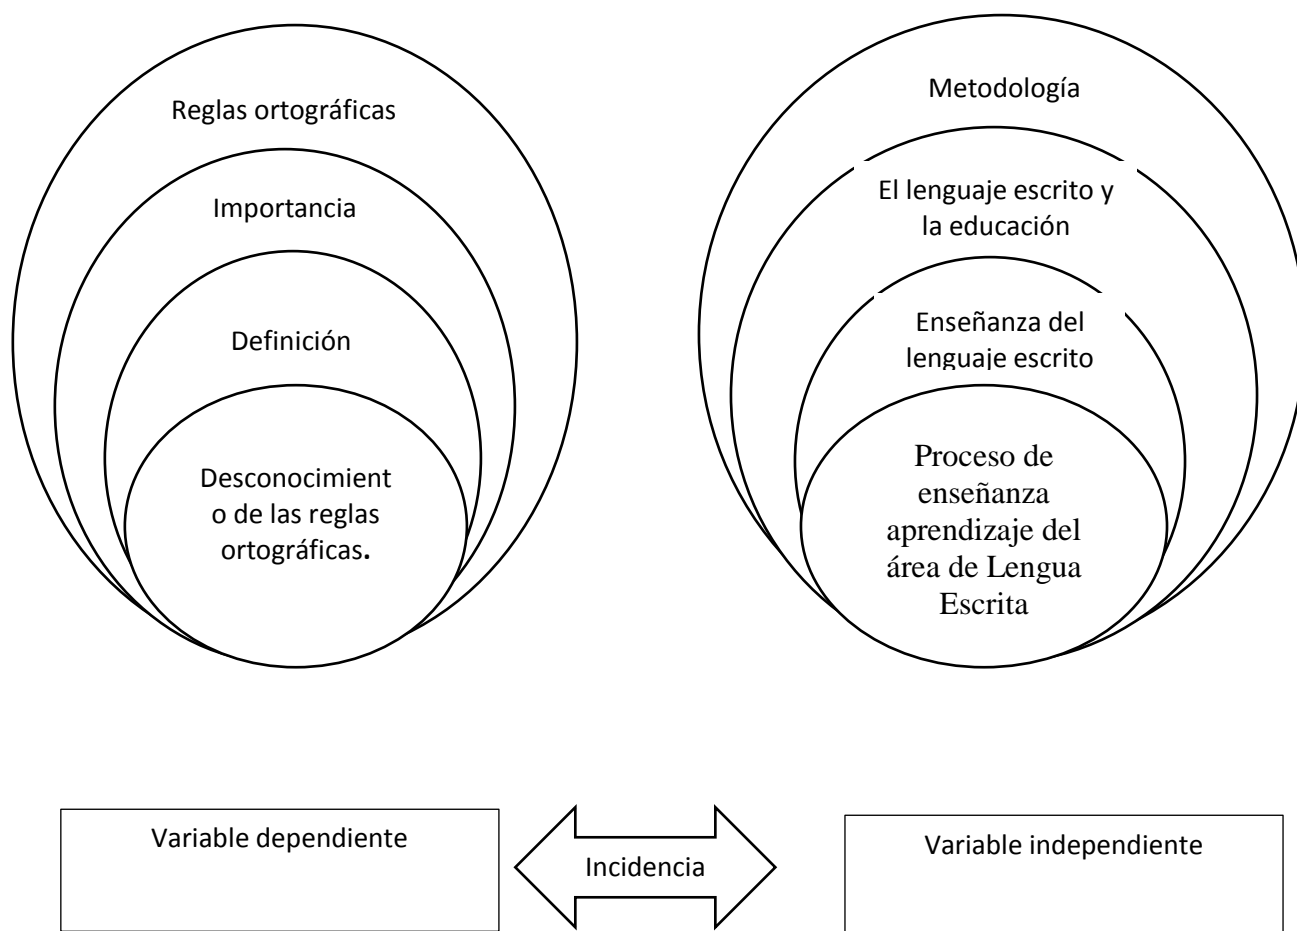 Reglas ortográficas
Importancia
Definición
Desconocimient
o de las reglas
ortográficas.
Metodología
El lenguaje escrito y
la educación
Enseñanza del
lenguaje escrito
Proceso de
enseñanza
aprendizaje del
área de Lengua
Escrita
Variable dependiente
Incidencia
Variable independiente